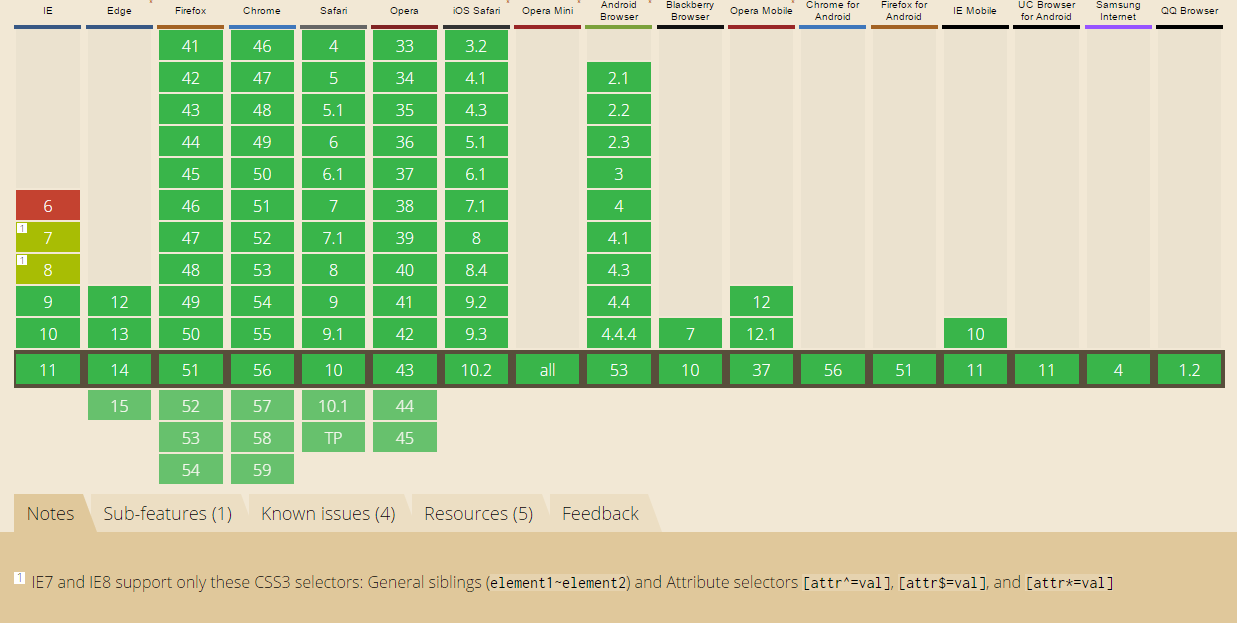 IE Edge Firefox Chrome Safari Opera iOS Safari Opera Mini Android Browser Blackberry Browser Opera Mobile Chrome for Android Firefox for Android IE Mobile UC Browser for Android Samsung Internet QQ Browser
41 46 4 33 3.2
42 47 5 34 4.1 2.1
43 48 5.1 35 4.3 2.2
44 49 6 36 5.1 2.3
45 50 6.1 37 6.1 3
6 46 51 7 38 7.1 4
1 7 47 52 7.1 39 8 4.1
1 8 48 53 8 40 8.4 4.3
9 12 49 54 9 41 9.2 4.4 12
10 13 50 55 9.1 42 9.3 4.4.4 7 12.1 10
11 14 51 56 10 43 10.2 all 53 10 37 56 51 11 11 4 1.2
15 52 57 10.1 44
53 58 TP 45
54 59
Notes Sub-features (1) Known issues (4) Resources (5) Feedback
1 IE7 and IE8 support only these CSS3 selectors: General siblings (element1~element2) and Attribute selectors [attr^=val], [attr$=val], and [attr*=val]